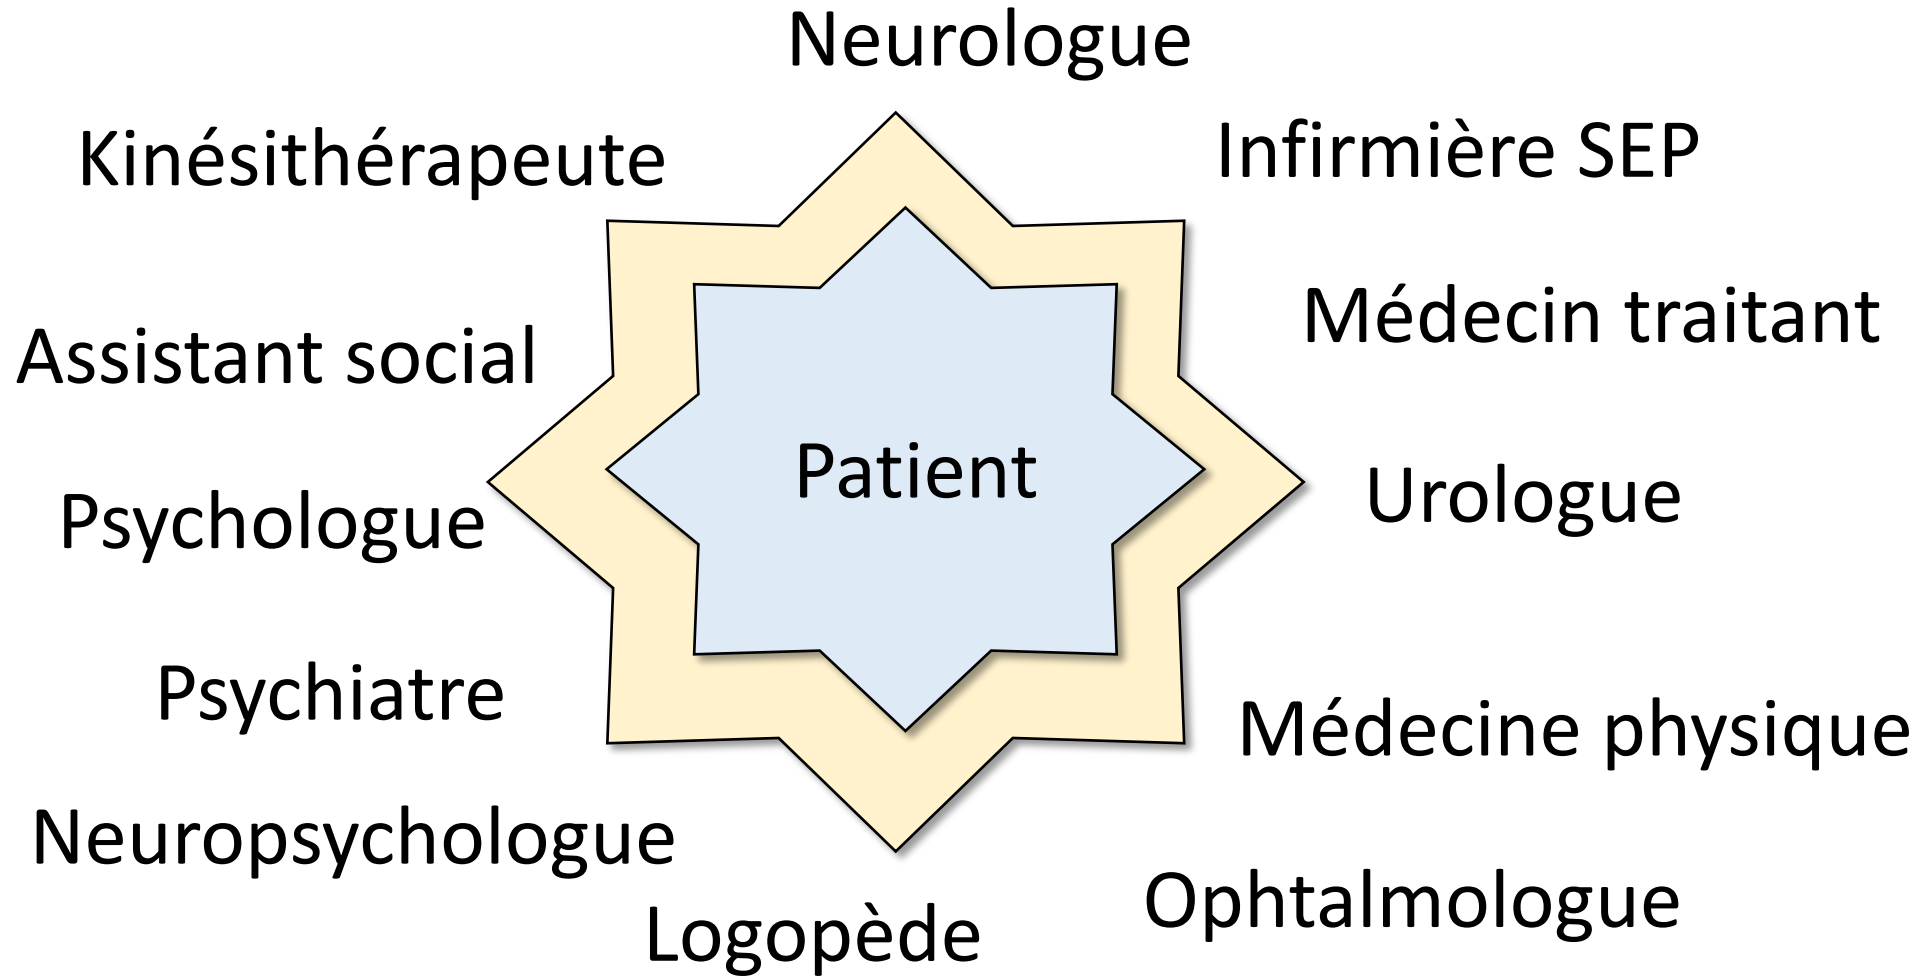 Neurologue
Kinésithérapeute
Infirmière SEP
Médecin traitant
Assistant social
Patient
Urologue
Psychologue
Psychiatre
Médecine physique
Neuropsychologue
Ophtalmologue
Logopède